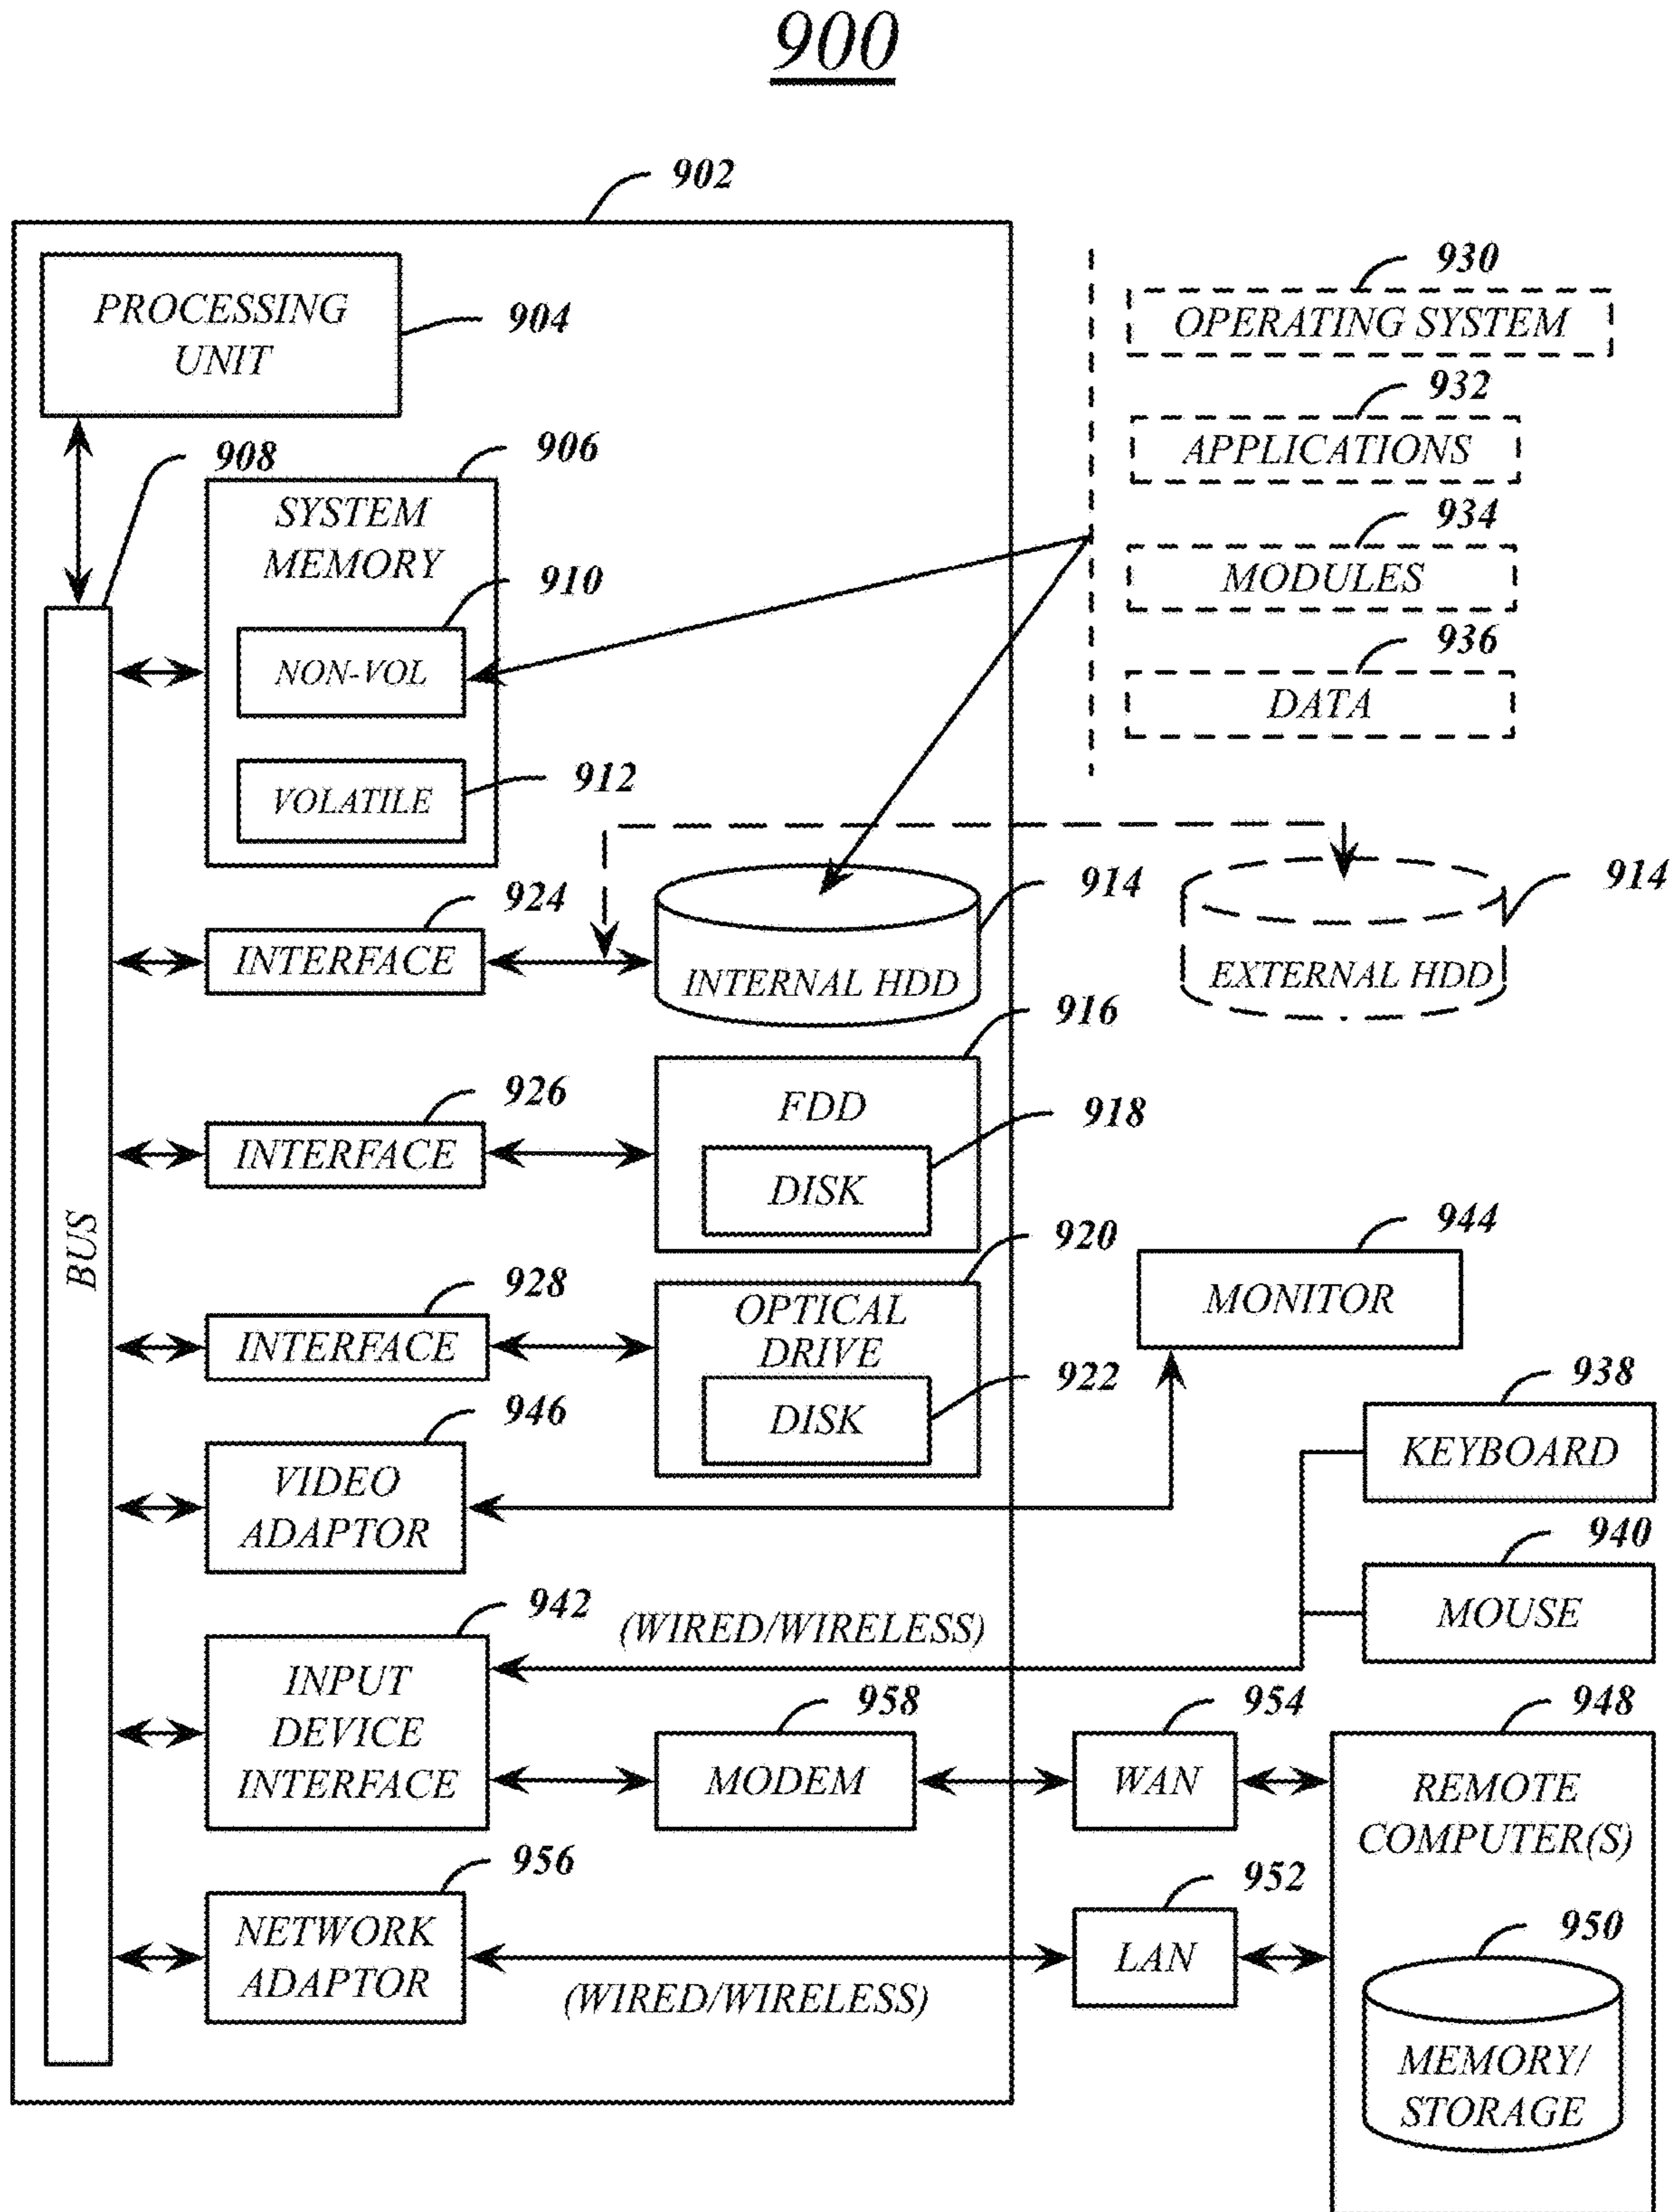 900
902
PROCESSING
UNIT
904
930
OPERATING SYSTEM
932
APPLICATIONS
934
MODULES
936
DATA
908
906
SYSTEM
MEMORY
910
NON-VOL
912
VOLATILE
BUS
924
INTERFACE
914
INTERNAL HDD
914
EXTERNAL HDD
926
INTERFACE
916
FDD
918
DISK
928
INTERFACE
920
OPTICAL
DRIVE
922
DISK
944
MONITOR
946
VIDEO
ADAPTOR
938
KEYBOARD
940
MOUSE
942
INPUT
DEVICE
INTERFACE
(WIRED/WIRELESS)
958
MODEM
954
WAN
948
REMOTE
COMPUTER(S)
956
NETWORK
ADAPTOR
(WIRED/WIRELESS)
952
LAN
950
MEMORY/
STORAGE